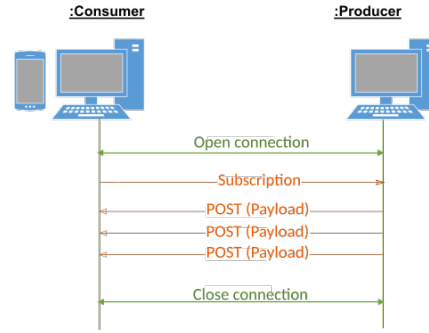 :Consumer
:Producer
Open connection
Subscription
POST (Payload)
POST (Payload)
POST (Payload)
Close connection